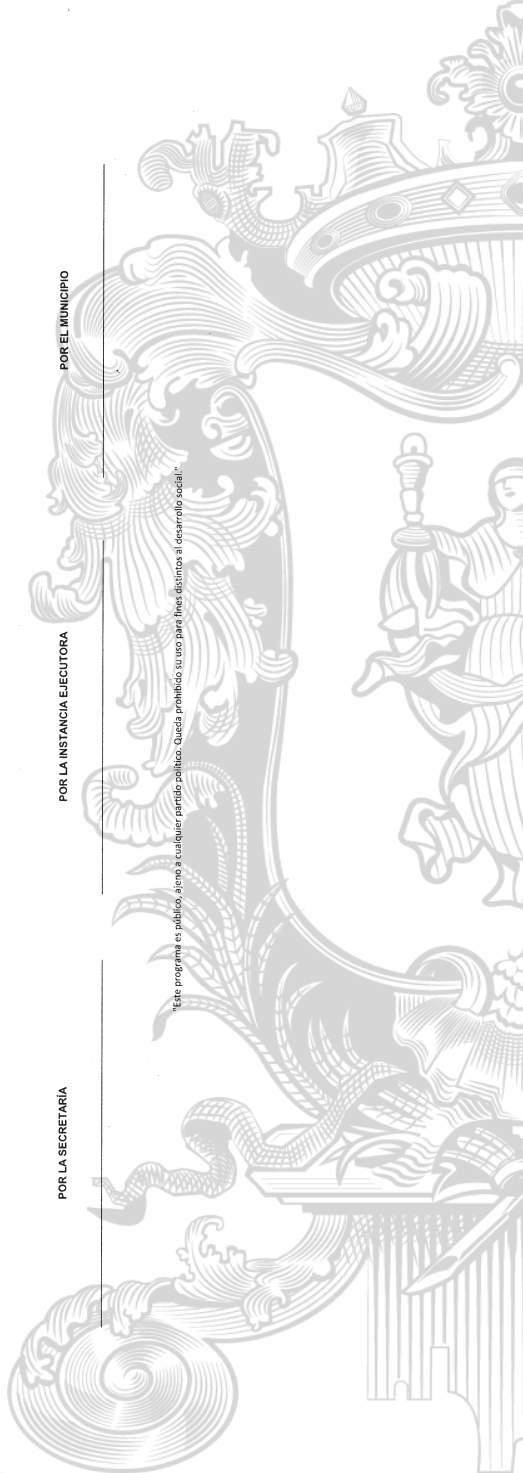 POR LA SECRETARÍA
POR LA INSTANCIA EJECUTORA
POR EL MUNICIPIO
"Este programa es público, ajeno a cualquier partido político. Queda prohibido su uso para fines distintos al desarrollo social."